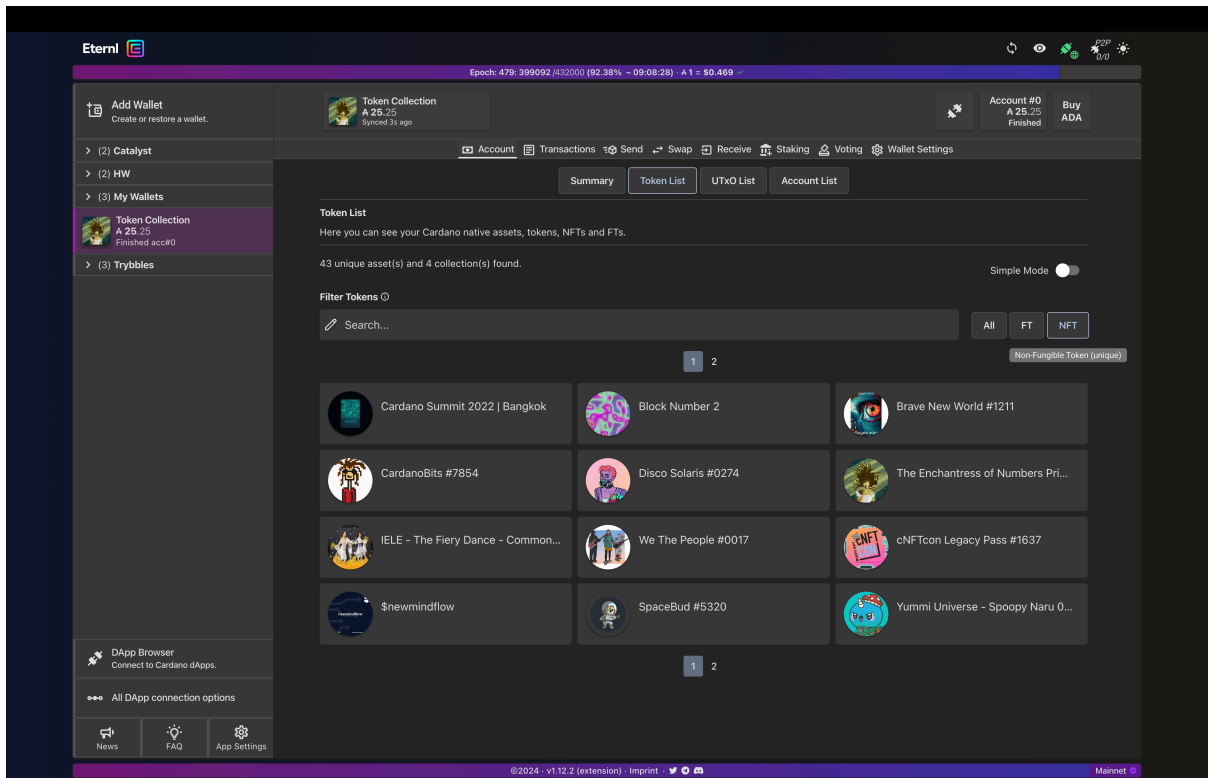 Eternl
P2P
0/0
Epoch: 479: 399092 /432000 (92.38% ~ 09:08:28) · ₳ 1 = $0.469
Add Wallet
Create or restore a wallet.
(2) Catalyst
(2) HW
(3) My Wallets
Token Collection
₳ 25.25
Finished acc#0
(3) Trybbles
DApp Browser
Connect to Cardano dApps.
All DApp connection options
News
FAQ
App Settings
Token Collection
₳ 25.25
Synced 3s ago
Account #0
₳ 25.25
Finished
Buy
ADA
Account Transactions Send Swap Receive Staking Voting Wallet Settings
Summary Token List UTxO List Account List
Token List
Here you can see your Cardano native assets, tokens, NFTs and FTs.
43 unique asset(s) and 4 collection(s) found.
Simple Mode
Filter Tokens
Search...
All FT NFT
Non-Fungible Token (unique)
1 2
Cardano Summit 2022 | Bangkok
Block Number 2
Brave New World #1211
CardanoBits #7854
Disco Solaris #0274
The Enchantress of Numbers Pri...
IELE - The Fiery Dance - Common...
We The People #0017
CNFT
CON
cNFTcon Legacy Pass #1637
newmindflow
$newmindflow
SpaceBud #5320
Yummi Universe - Spoopy Naru 0...
1 2
©2024 · v1.12.2 (extension) · Imprint ·
Mainnet